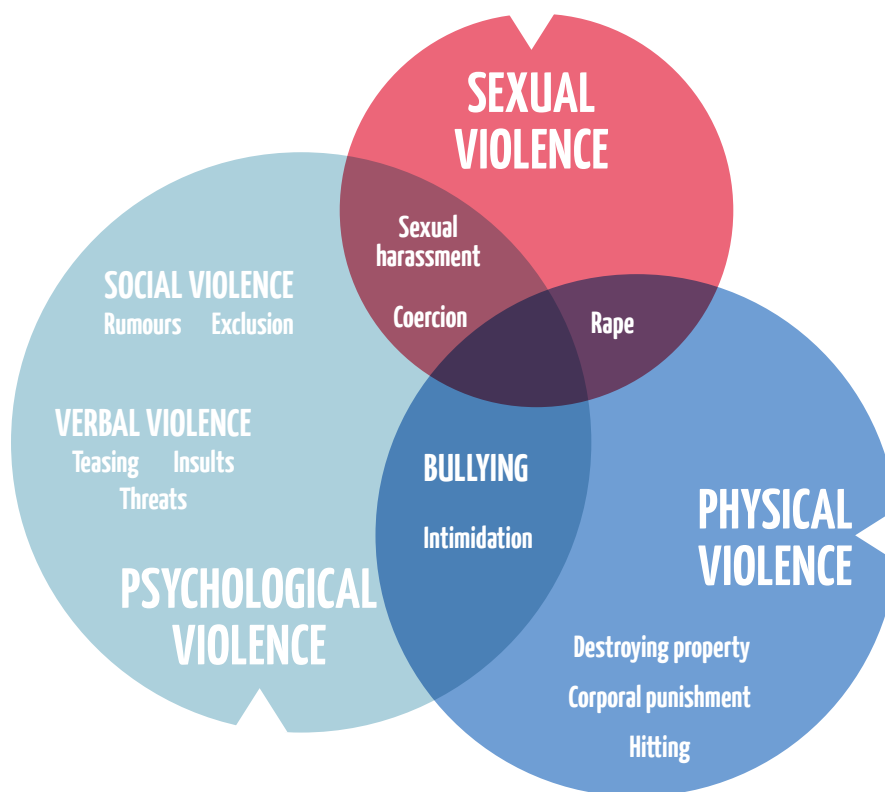 SEXUAL
VIOLENCE
Sexual
harassment
Coercion
Rape
SOCIAL VIOLENCE
Rumours Exclusion
VERBAL VIOLENCE
Teasing Insults
Threats
PSYCHOLOGICAL
VIOLENCE
BULLYING
Intimidation
PHYSICAL
VIOLENCE
Destroying property
Corporal punishment
Hitting